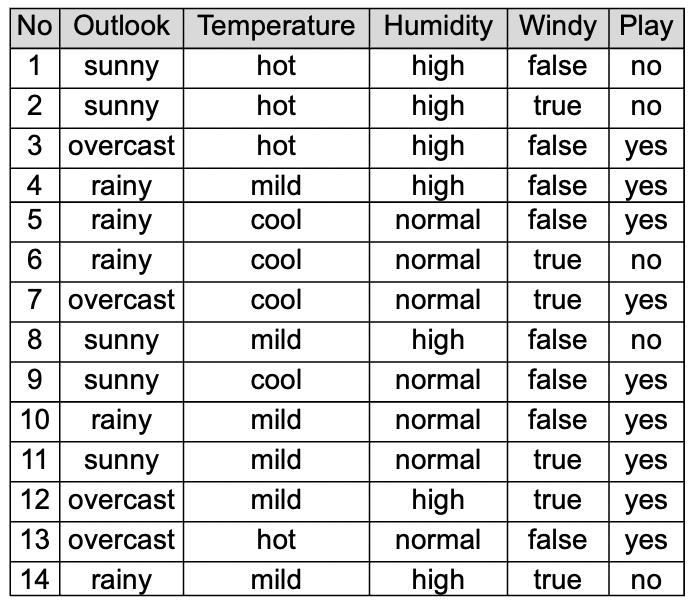 No Outlook Temperature Humidity Windy Play
1 sunny hot high false no
2 sunny hot high true no
3 overcast hot high false yes
4 rainy mild high false yes
5 rainy cool normal false yes
6 rainy cool normal true no
7 overcast cool normal true yes
8 sunny mild high false no
9 sunny cool normal false yes
10 rainy mild normal false yes
11 sunny mild normal true yes
12 overcast mild high true yes
13 overcast hot normal false yes
14 rainy mild high true no